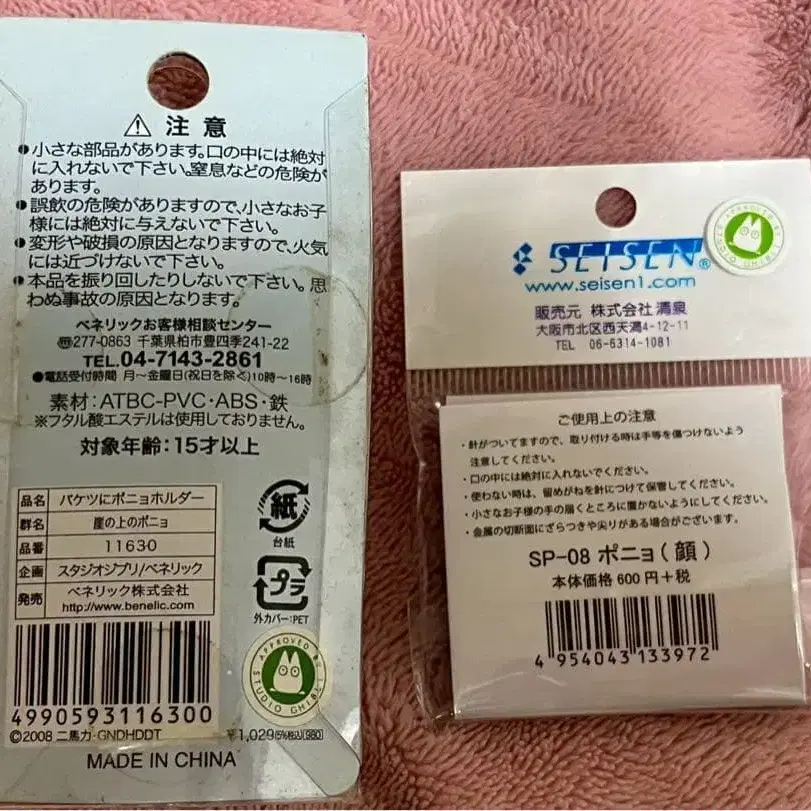 ⚠ 注意
●小さな部品があります。口の中には絶対
に入れないで下さい。窒息などの危険が
あります。
●誤飲の危険がありますので、小さなお子
様には絶対に与えないで下さい。
●変形や破損の原因となりますので、火気
には近づけないで下さい。
●本品を振り回したりしないで下さい。思
わぬ事故の原因となります。
ベネリックお客様相談センター
〠277-0863 千葉県柏市豊四季241-22
TEL.04-7143-2861
●電話受付時間 月〜金曜日(祝日を除く)10時〜16時
素材:ATBC-PVC・ABS・鉄
※フタル酸エステルは使用しておりません。
対象年齢:15才以上
品名 バケツにポニョホルダー
群名 崖の上のポニョ
品番 11630
企画 スタジオジブリ/ベネリック
発売 ベネリック株式会社
http://www.benelic.com
紙
台紙
プラ
外カバー:PET
APPROVED BY
STUDIO GHIBLI
4990593116300
©2008 二馬力・GNDHDDT
¥1,029(5%税込)(980)
MADE IN CHINA
SEISEN®
www.seisen1.com
APPROVED BY
STUDIO GHIBLI
販売元 株式会社 清泉
大阪市北区西天満4-12-11
TEL 06-6314-1081
ご使用上の注意
・針がついてますので、取り付ける時は手等を傷つけないよう
注意してください。
・口の中には絶対に入れないでください。
・使わない時は、留めがねを針につけて保管してください。
・小さなお子様の手の届くところに置かないようにしてください。
・金属の切断面にざらつきや尖りがある場合がございます。
SP-08 ポニョ(顔)
本体価格 600円+税
4 954043 133972